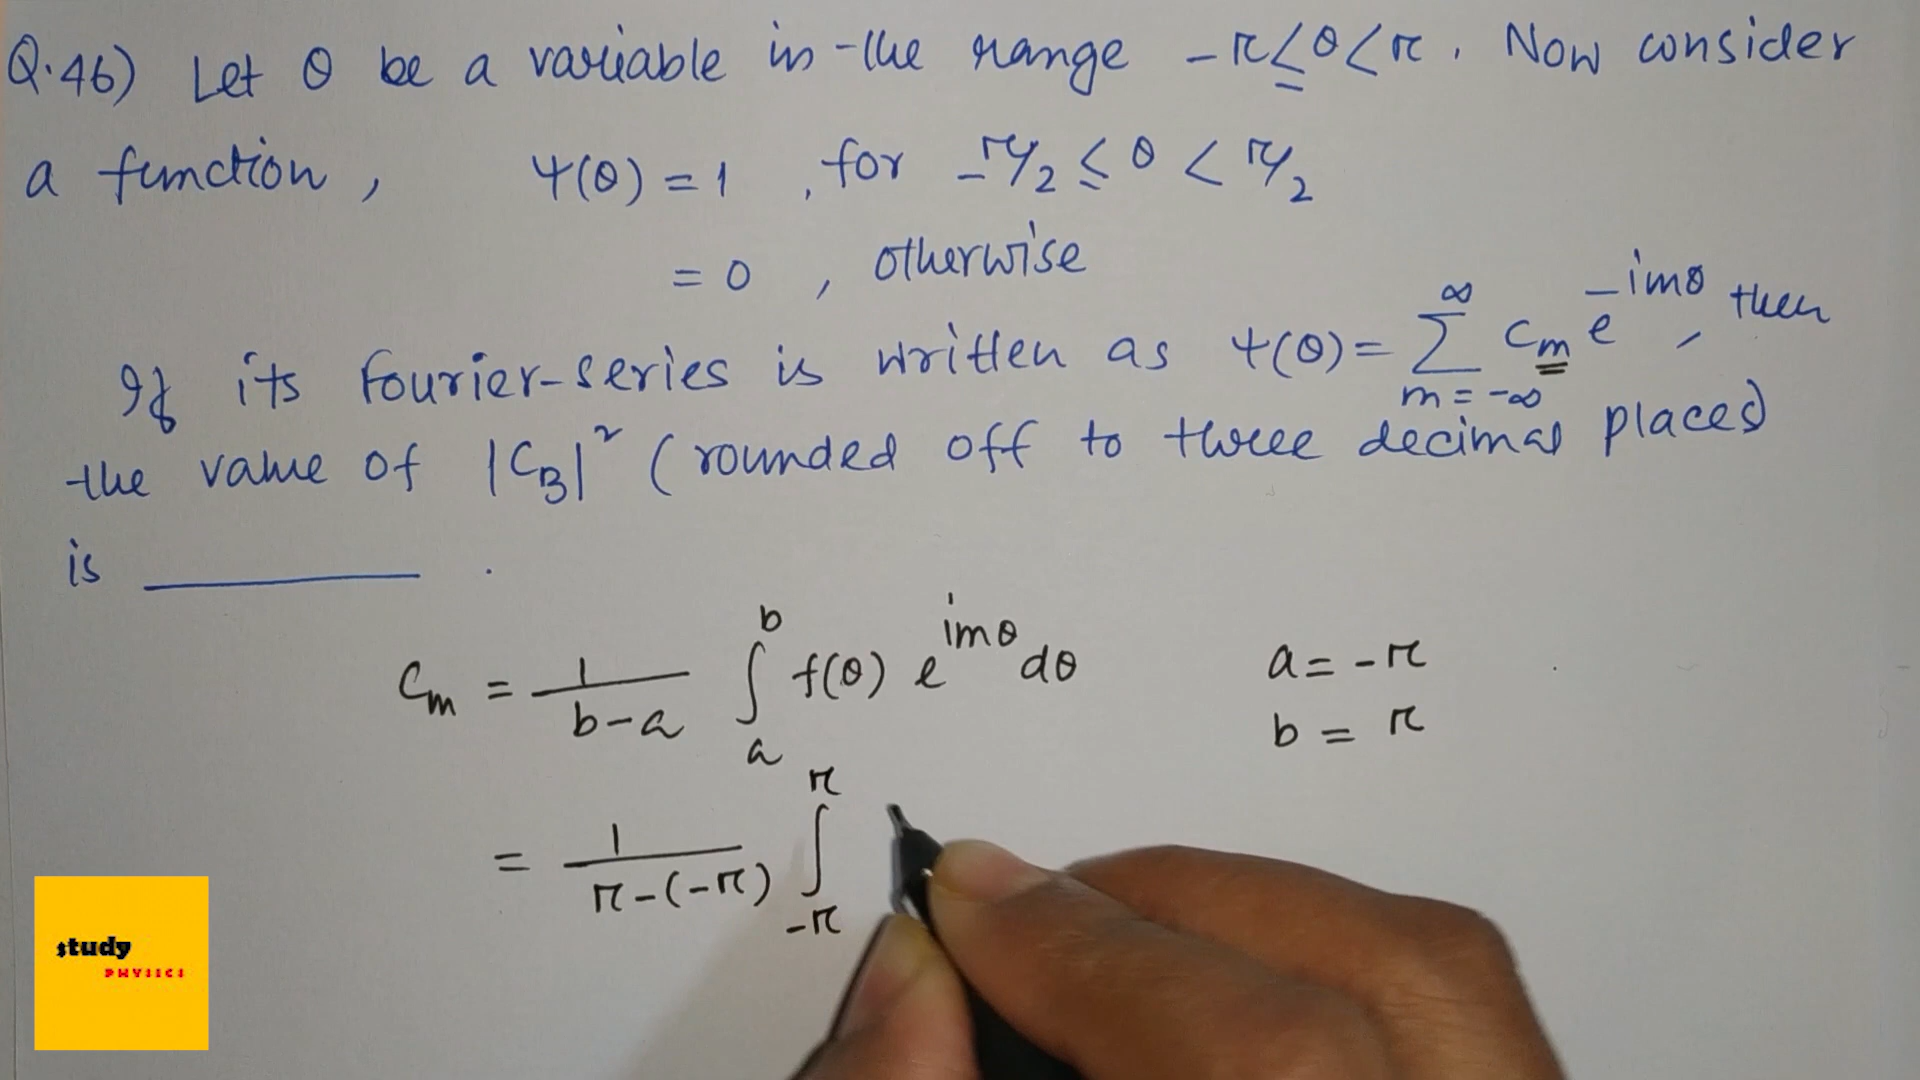 Q.46) Let θ be a variable in the range -π ≤ θ < π. Now consider
a function, ψ(θ) = 1 , for -π/2 ≤ θ < π/2
= 0 , otherwise
If its Fourier-series is written as ψ(θ) = ∑_{m=-∞}^{∞} C_m e^{-imθ}, then
the value of |C_3|² (rounded off to three decimal places)
is ______ .
C_m = 1/(b-a) ∫_a^b f(θ) e^{imθ} dθ
a = -π
b = π
= 1/(π-(-π)) ∫_{-π}^{π}
study
PHYSICS